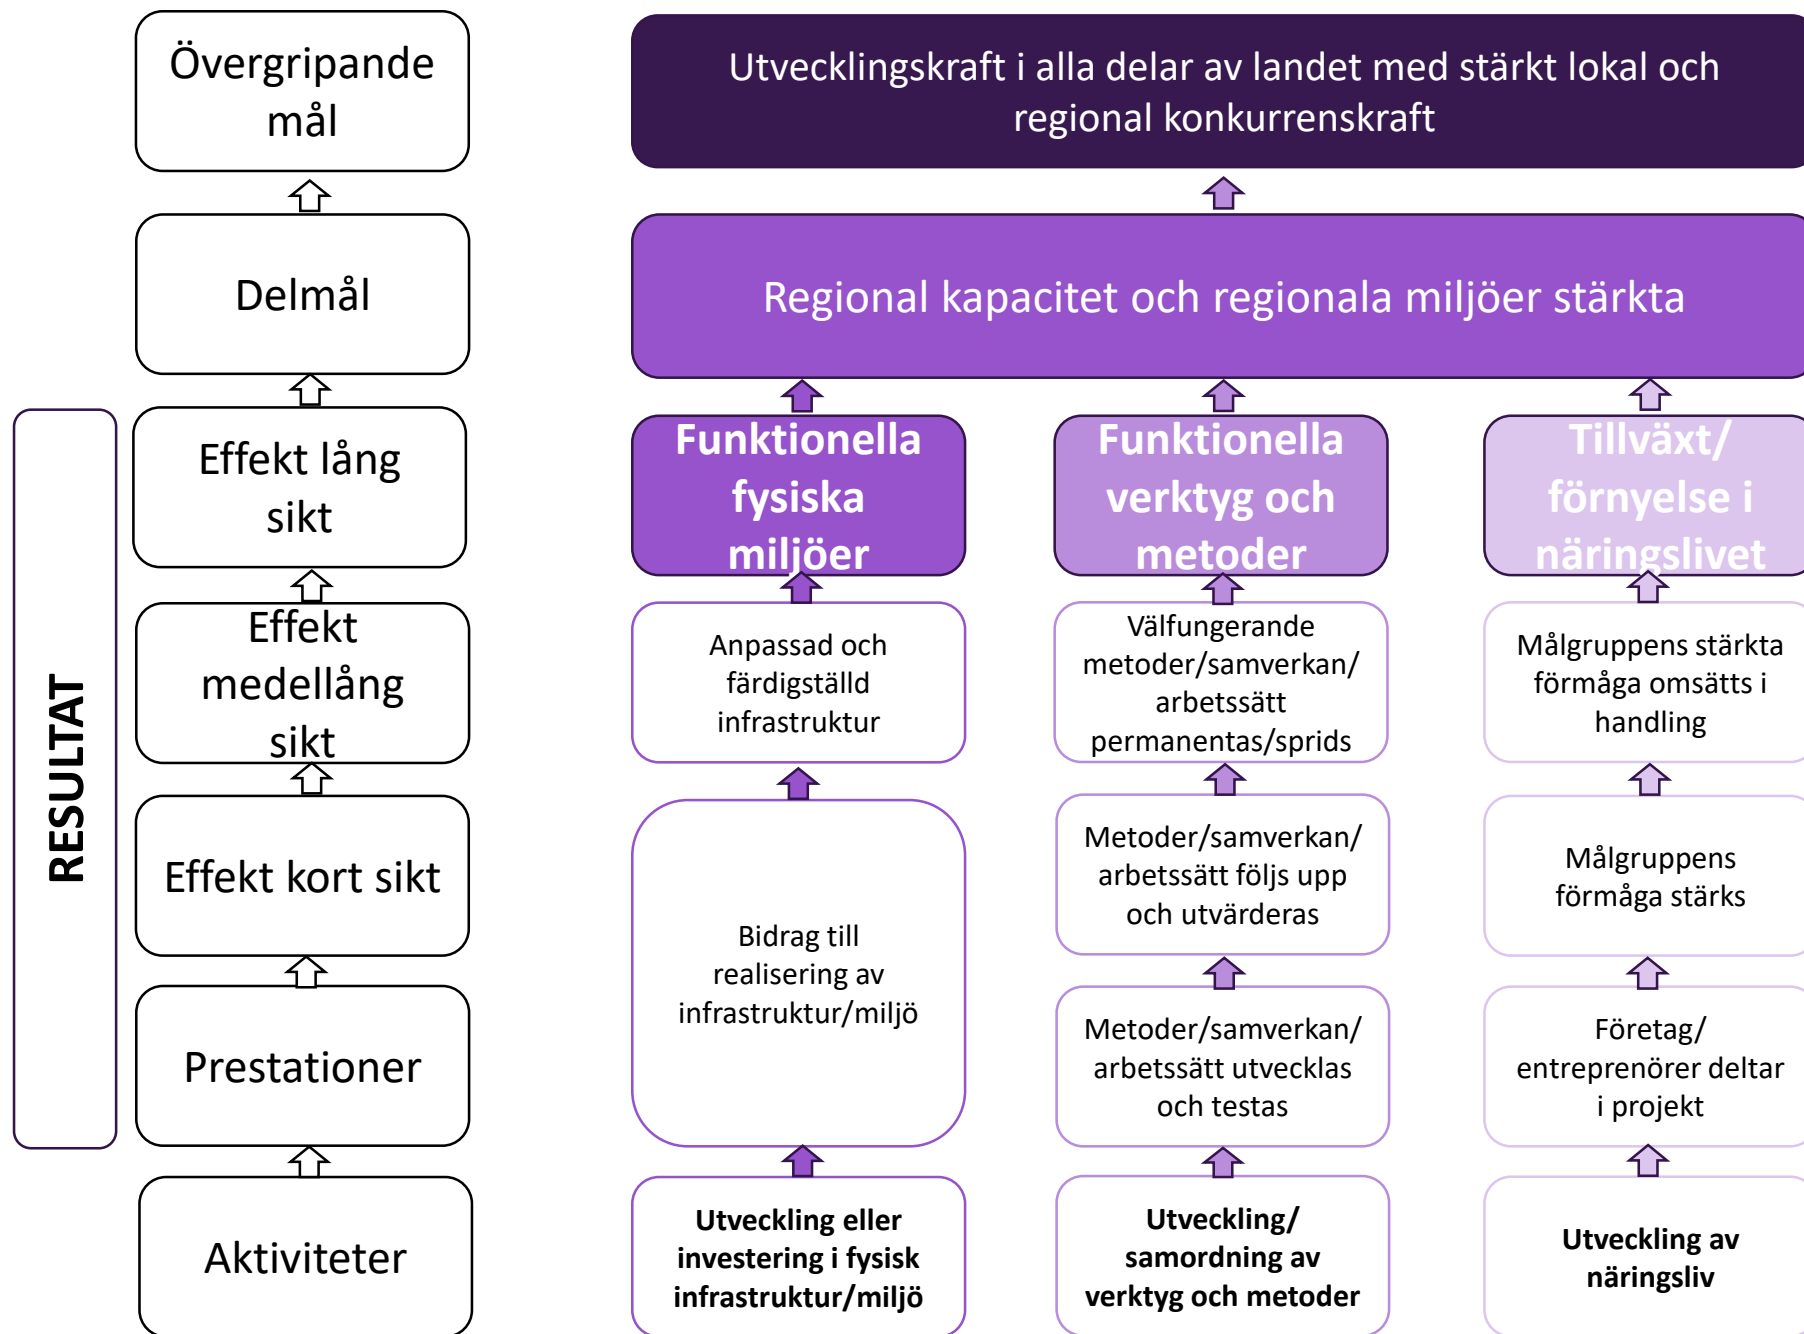 Övergripande
mål
Utvecklingskraft i alla delar av landet med stärkt lokal och
regional konkurrenskraft
Delmål
Regional kapacitet och regionala miljöer stärkta
RESULTAT
Effekt lång
sikt
Funktionella
fysiska
miljöer
Funktionella
verktyg och
metoder
Tillväxt/
förnyelse i
näringslivet
Effekt
medellång
sikt
Anpassad och
färdigställd
infrastruktur
Välfungerande
metoder/samverkan/
arbetssätt
permanentas/sprids
Målgruppens stärkta
förmåga omsätts i
handling
Effekt kort sikt
Bidrag till
realisering av
infrastruktur/miljö
Metoder/samverkan/
arbetssätt följs upp
och utvärderas
Målgruppens
förmåga stärks
Prestationer
Metoder/samverkan/
arbetssätt utvecklas
och testas
Företag/
entreprenörer deltar
i projekt
Aktiviteter
Utveckling eller
investering i fysisk
infrastruktur/miljö
Utveckling/
samordning av
verktyg och metoder
Utveckling av
näringsliv